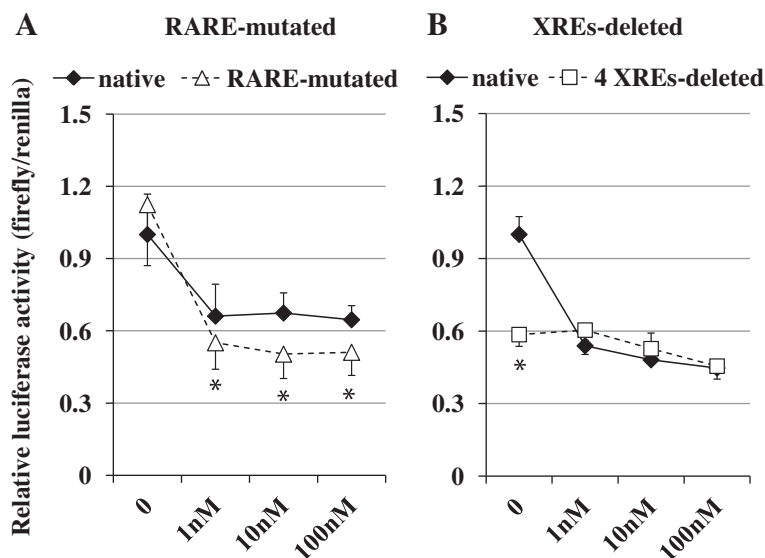 A RARE-mutated
native RARE-mutated
Relative luciferase activity (firefly/renilla)
1.5
1.2
0.9
0.6
0.3
0
*
*
*
0
1nM
10nM
100nM
B XREs-deleted
native 4 XREs-deleted
1.5
1.2
0.9
0.6
0.3
0
*
0
1nM
10nM
100nM